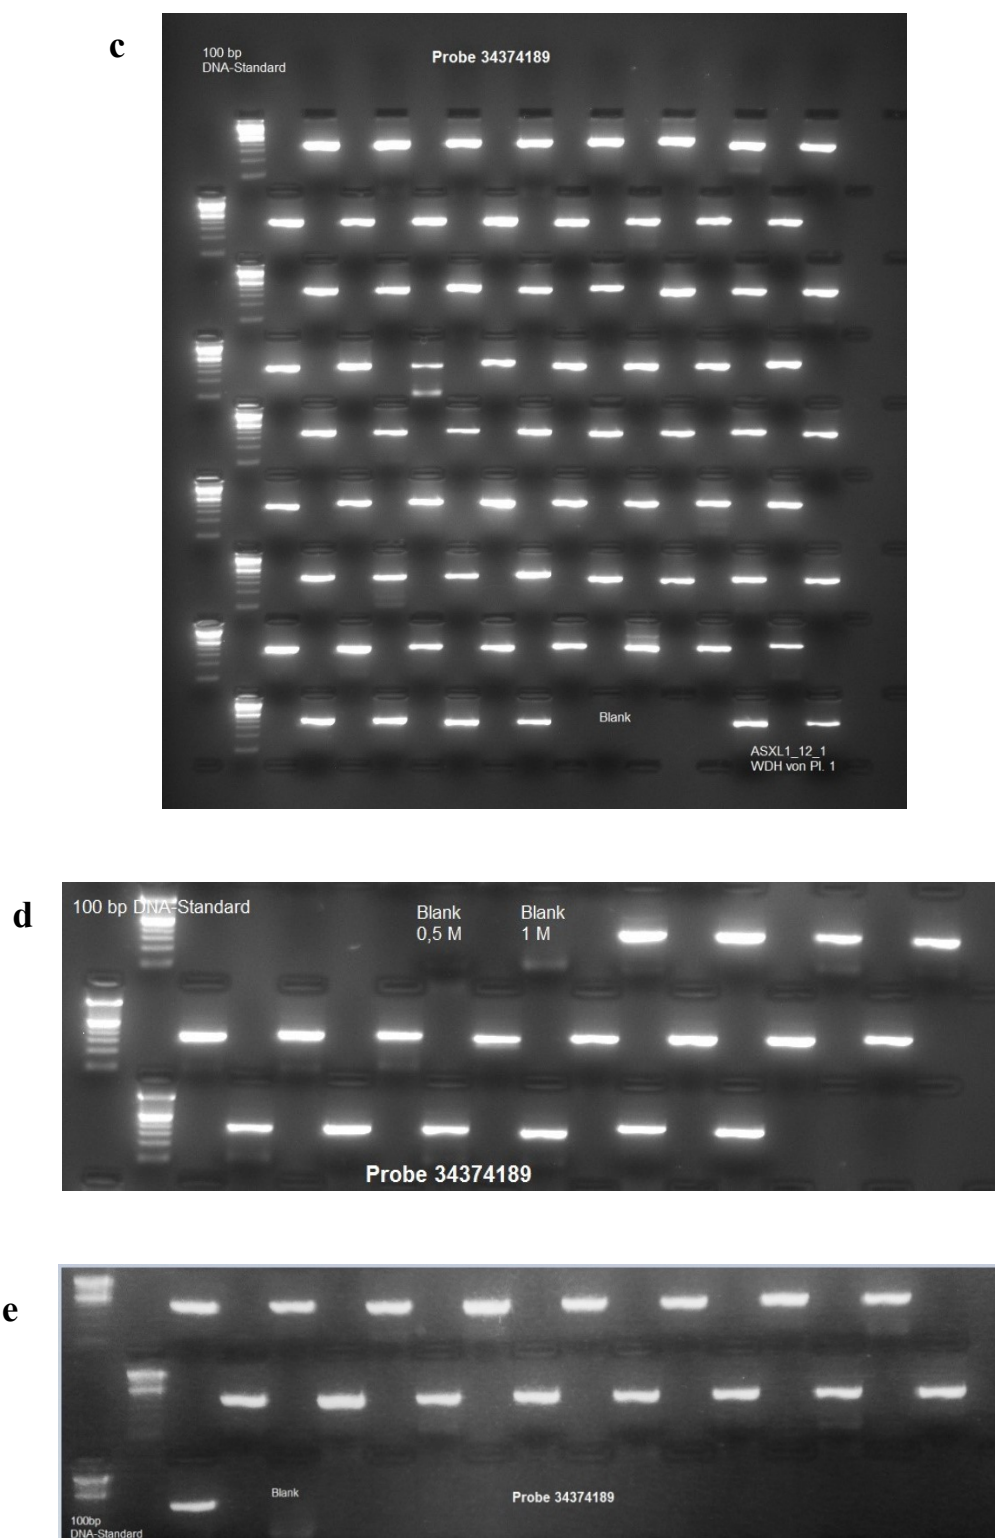 c
100 bp
DNA-Standard
Probe 34374189
Blank
ASXL1_12_1
WDH von Pl. 1
d
100 bp DNA-Standard
Blank
0,5 M
Blank
1 M
Probe 34374189
e
Blank
Probe 34374189
100bp
DNA-Standard